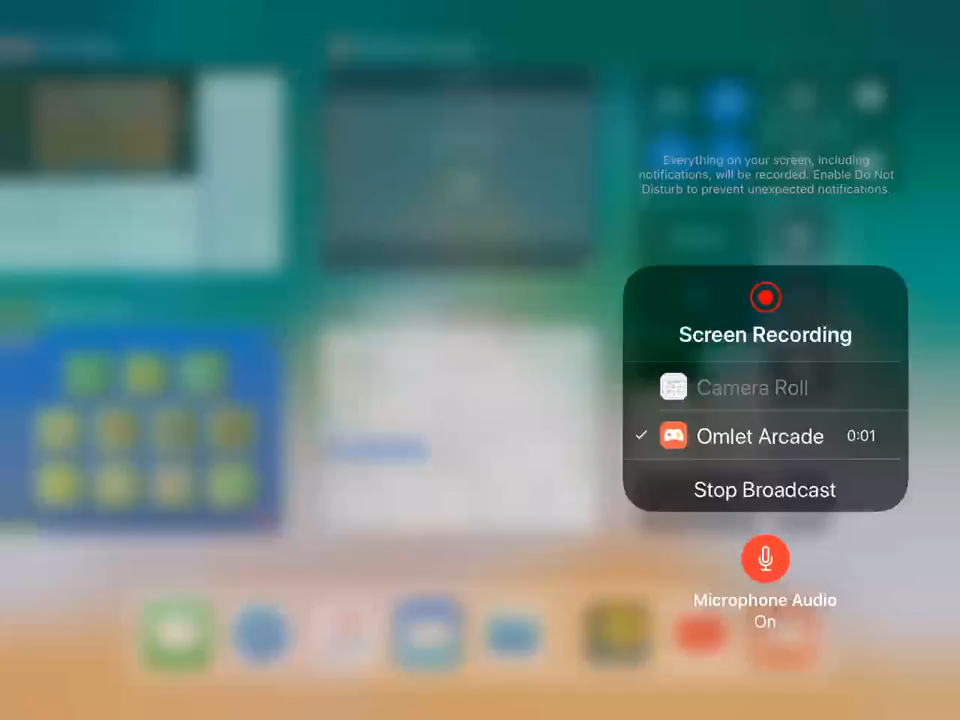 Everything on your screen, including
notifications, will be recorded. Enable Do Not
Disturb to prevent unexpected notifications.
Screen Recording
Camera Roll
Omlet Arcade 0:01
Stop Broadcast
Microphone Audio
On